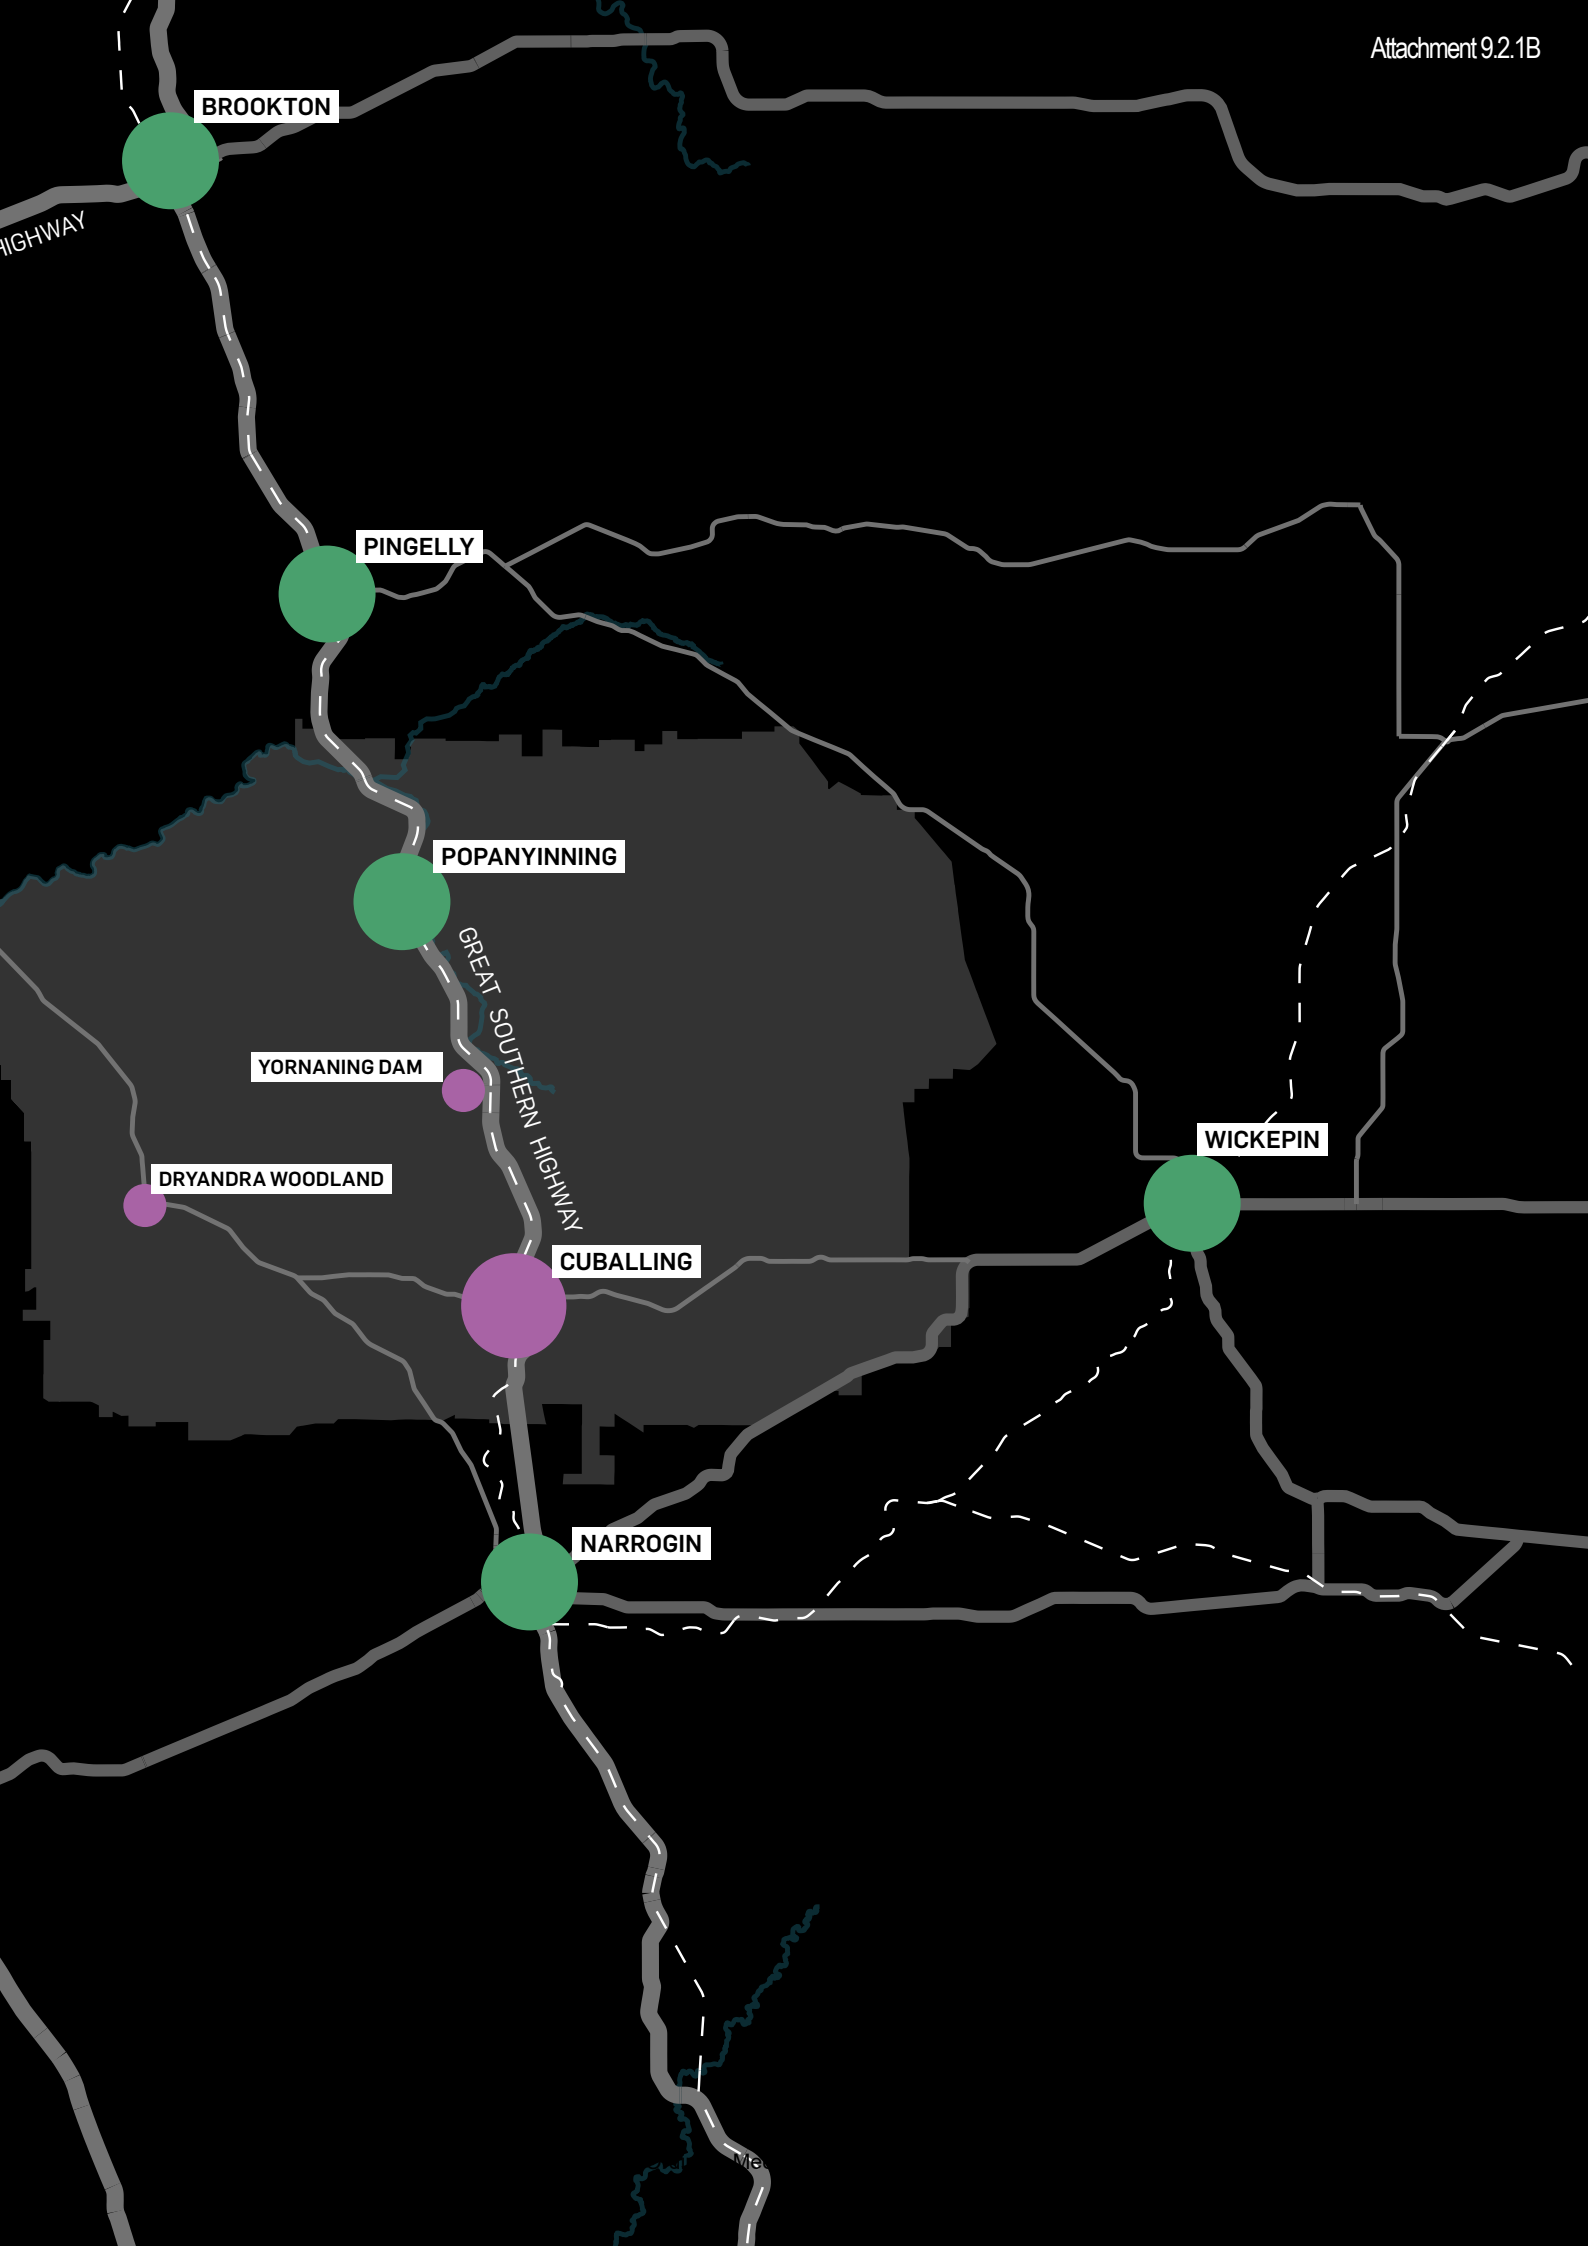 Attachment 9.2.1B
BROOKTON
HIGHWAY
PINGELLY
POPANYINNING
GREAT SOUTHERN HIGHWAY
YORNANING DAM
WICKEPIN
DRYANDRA WOODLAND
CUBALLING
NARROGIN